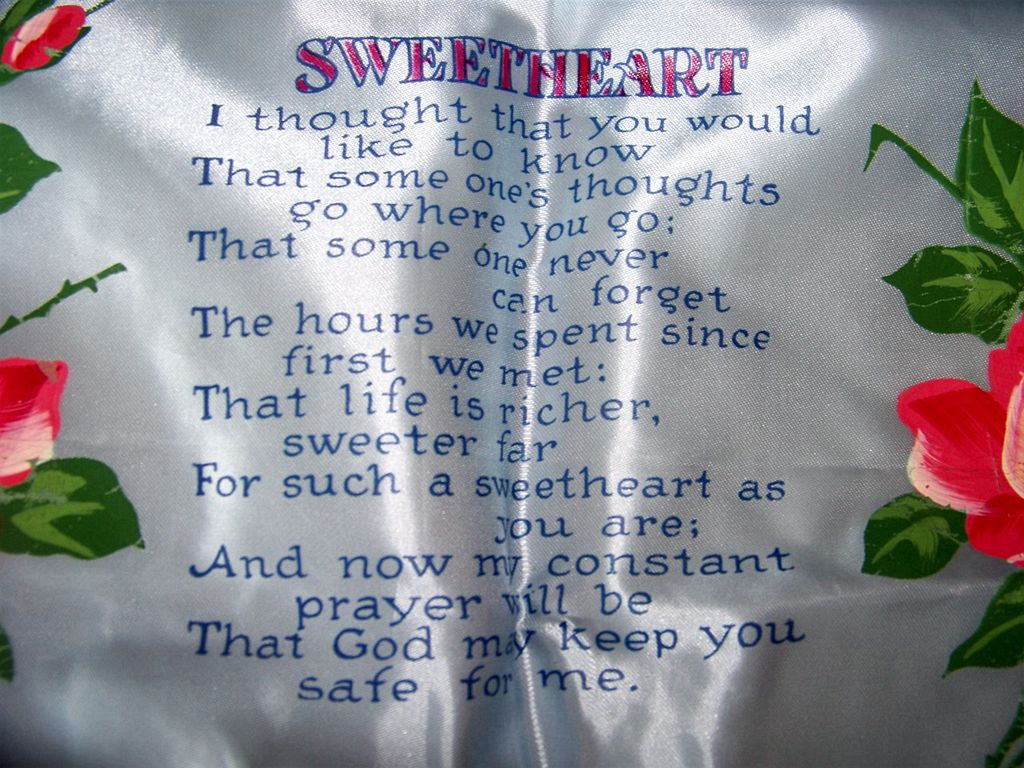 SWEETHEART
I thought that you would
like to know
That some one's thoughts
go where you go;
That some one never
can forget
The hours we spent since
first we met:
That life is richer,
sweeter far
For such a sweetheart as
you are;
And now my constant
prayer will be
That God may keep you
safe for me.